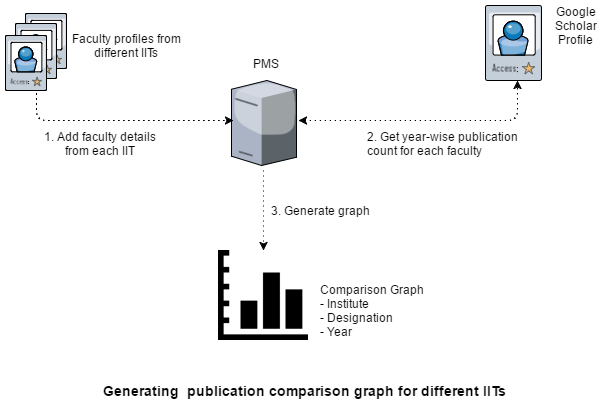 Faculty profiles from
different IITs
Access:
PMS
Google
Scholar
Profile
Access:
1. Add faculty details
from each IIT
2. Get year-wise publication
count for each faculty
3. Generate graph
Comparison Graph
- Institute
- Designation
- Year
Generating publication comparison graph for different IITs